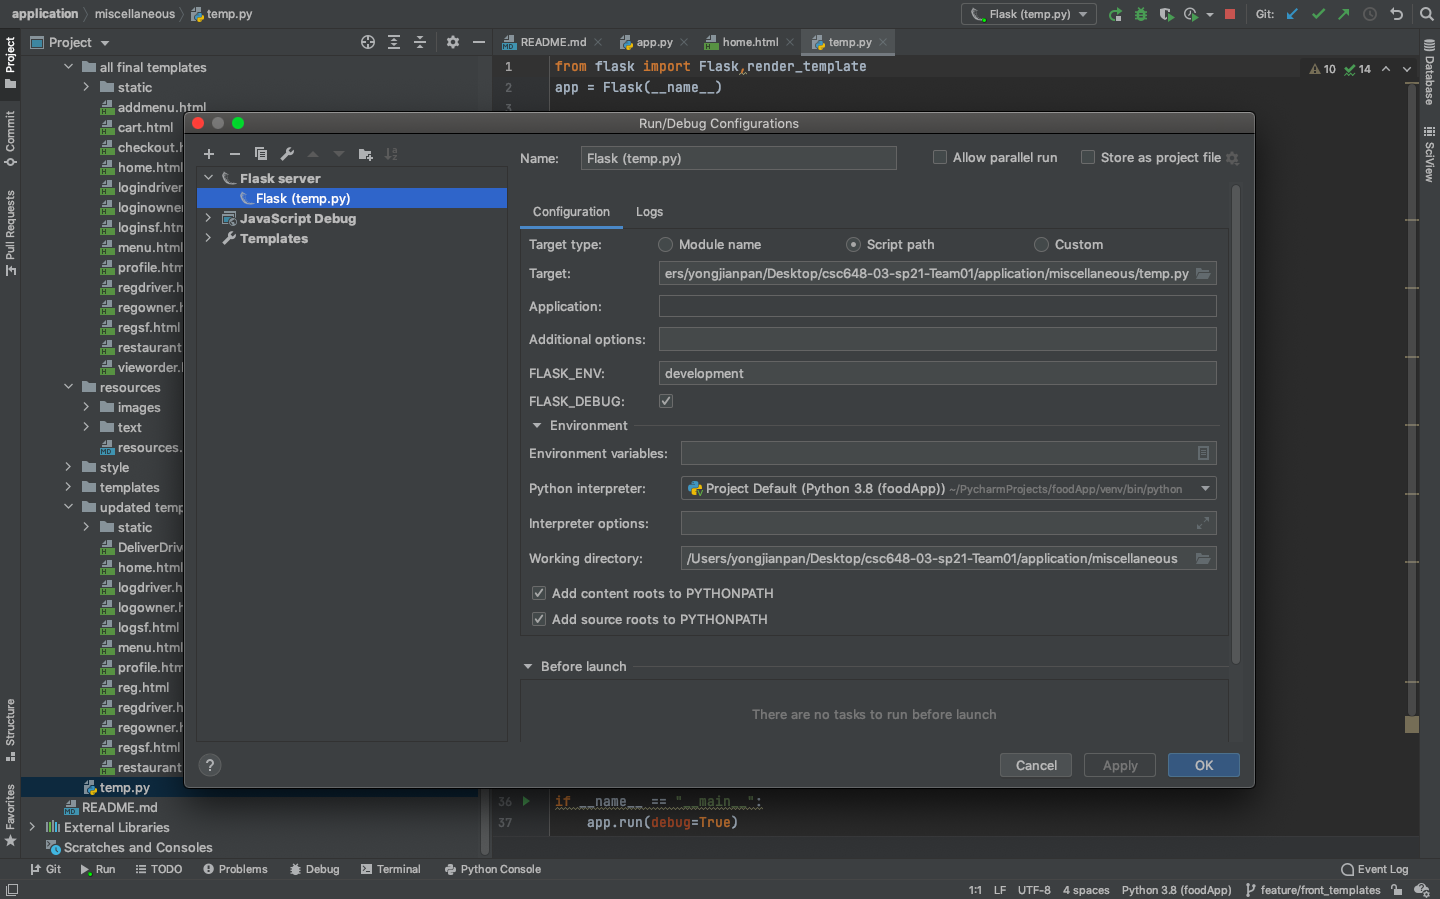 application > miscellaneous > temp.py
Flask (temp.py)
Git:
Project
README.md
app.py
home.html
temp.py
all final templates
static
addmenu.html
cart.html
checkout.h
home.html
logindriver
loginowner
loginsf.htm
menu.html
profile.htm
regdriver.h
regowner.h
regsf.html
restaurant
vieworder.l
resources
images
text
resources.
style
templates
updated temp
static
DeliverDriv
home.html
logdriver.h
logowner.h
logsf.html
menu.html
profile.htm
reg.html
regdriver.h
regowner.h
regsf.html
restaurant
temp.py
README.md
External Libraries
Scratches and Consoles
Project
Commit
Pull Requests
Structure
Favorites
1 from flask import Flask,render_template
2 app = Flask(__name__)
3
10
14
Database
SciView
Run/Debug Configurations
Flask server
Flask (temp.py)
JavaScript Debug
Templates
Name: Flask (temp.py)
Allow parallel run
Store as project file
Configuration
Logs
Target type: Module name Script path Custom
Target: ers/yongjianpan/Desktop/csc648-03-sp21-Team01/application/miscellaneous/temp.py
Application:
Additional options:
FLASK_ENV: development
FLASK_DEBUG:
Environment
Environment variables:
Python interpreter: Project Default (Python 3.8 (foodApp)) ~/PycharmProjects/foodApp/venv/bin/python
Interpreter options:
Working directory: /Users/yongjianpan/Desktop/csc648-03-sp21-Team01/application/miscellaneous
Add content roots to PYTHONPATH
Add source roots to PYTHONPATH
Before launch
There are no tasks to run before launch
?
Cancel
Apply
OK
36 if __name__ == "__main__":
37 app.run(debug=True)
Git
Run
TODO
Problems
Debug
Terminal
Python Console
Event Log
1:1 LF UTF-8 4 spaces Python 3.8 (foodApp) feature/front_templates